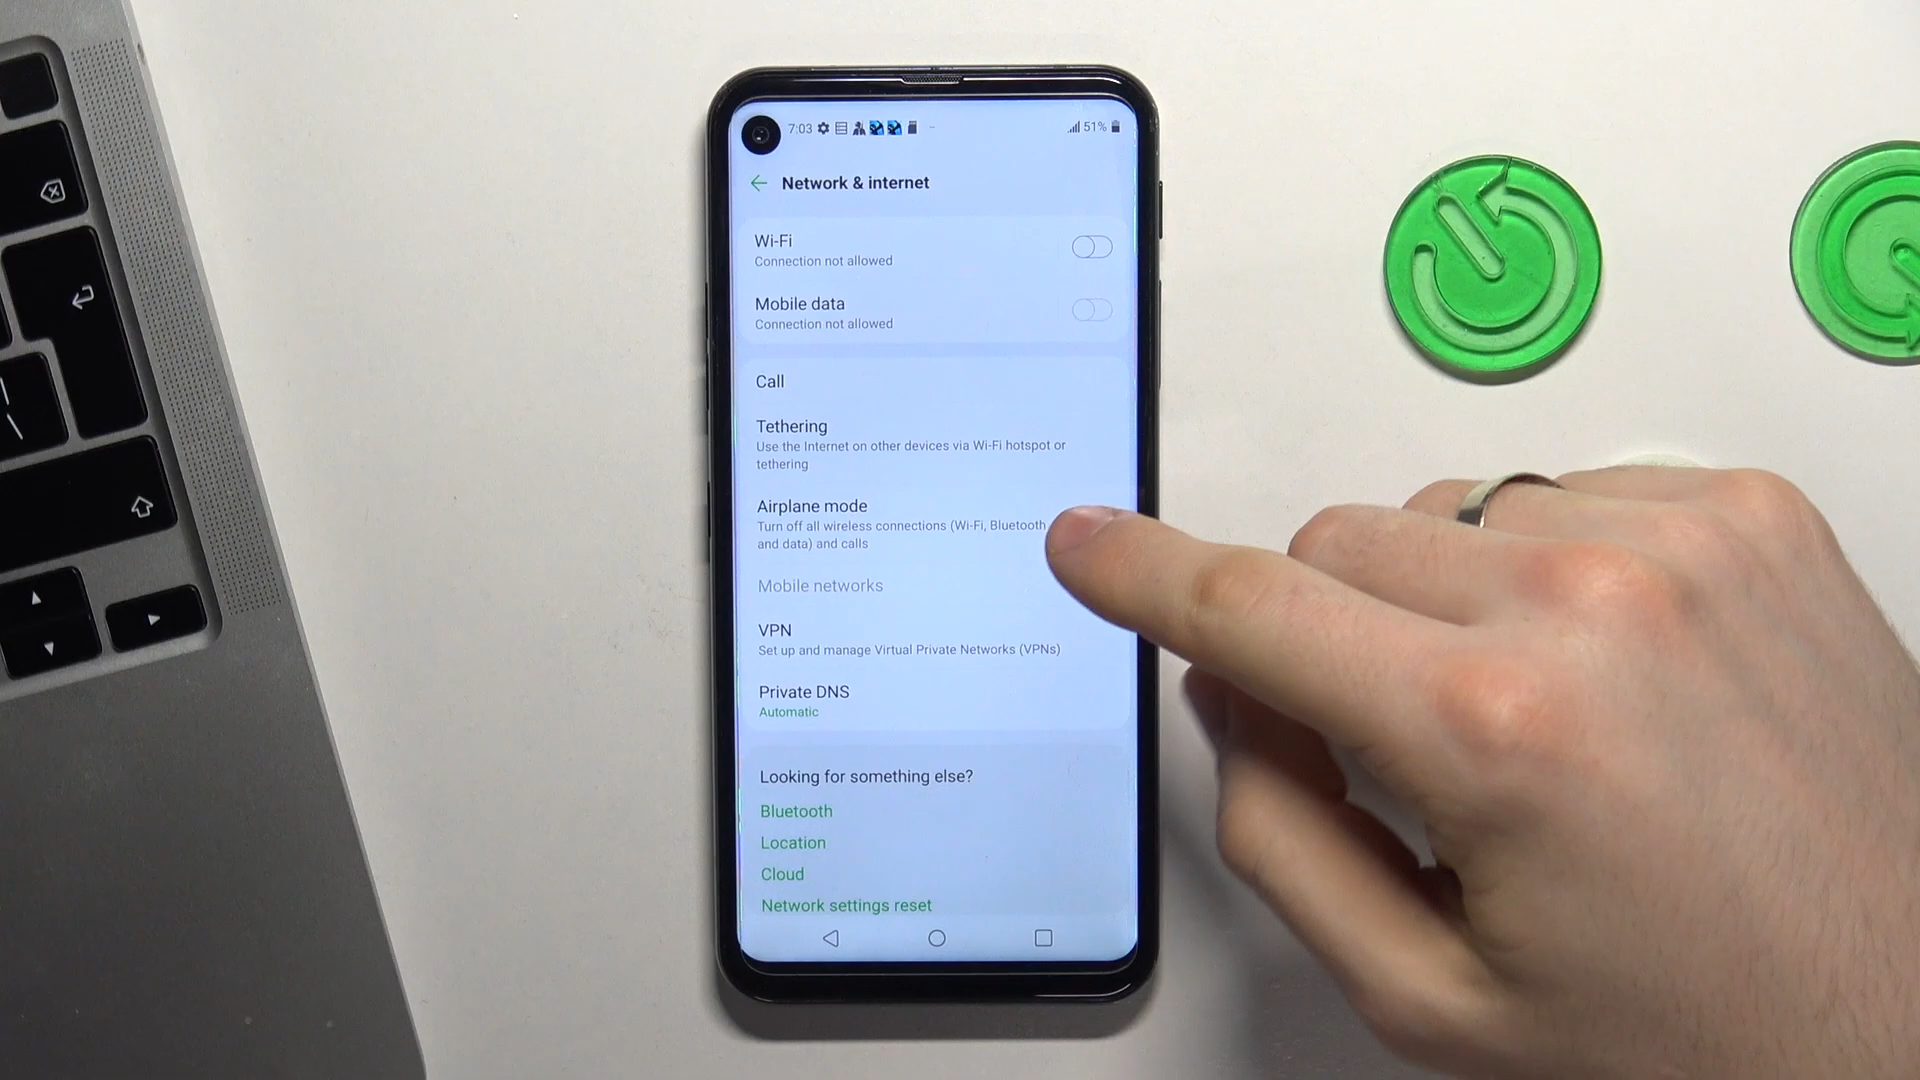 7:03
51%
Network & internet
Wi-Fi
Connection not allowed
Mobile data
Connection not allowed
Call
Tethering
Use the Internet on other devices via Wi-Fi hotspot or
tethering
Airplane mode
Turn off all wireless connections (Wi-Fi, Bluetooth
and data) and calls
Mobile networks
VPN
Set up and manage Virtual Private Networks (VPNs)
Private DNS
Automatic
Looking for something else?
Bluetooth
Location
Cloud
Network settings reset